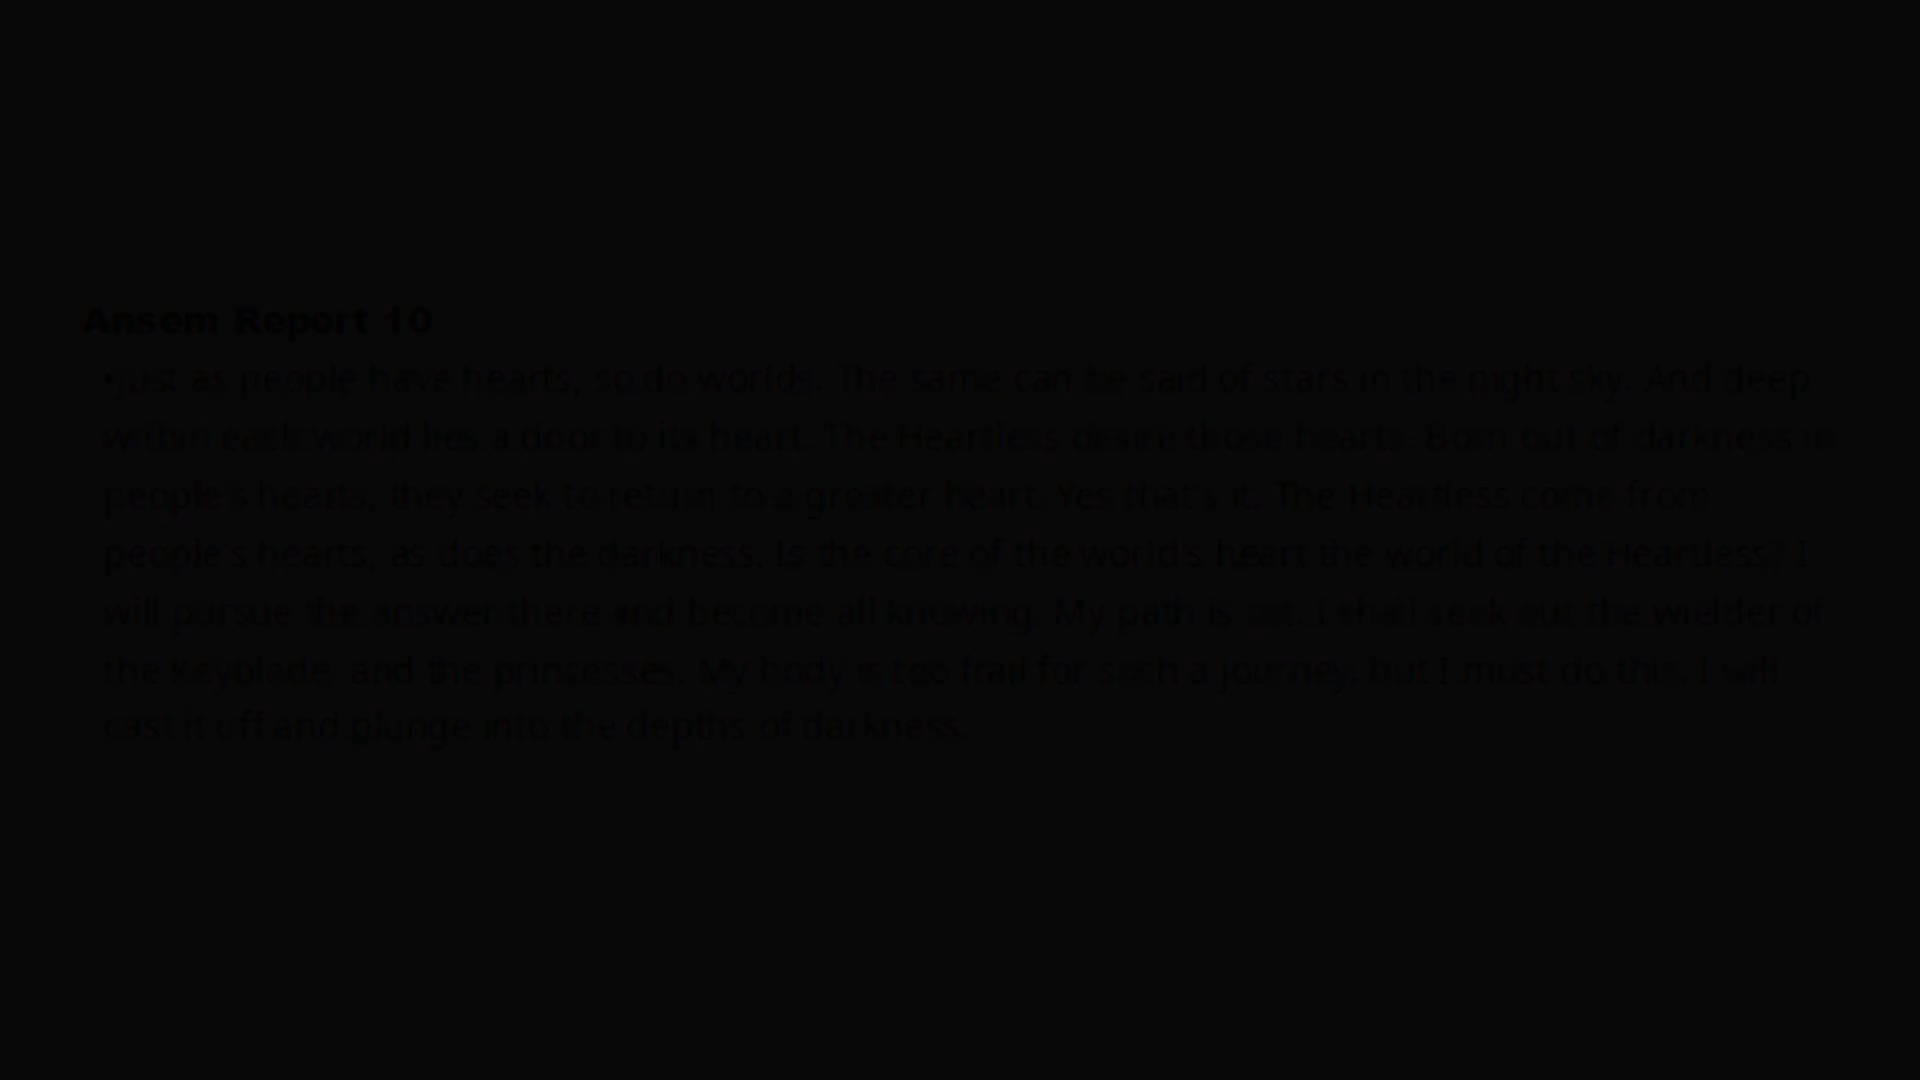 Ansem Report 10
•Just as people have hearts, so do worlds. The same can be said of stars in the night sky. And deep
within each world lies a door to its heart. The Heartless desire those hearts. Born out of darkness in
people's hearts, they seek to return to a greater heart. Yes that's it. The Heartless come from
people's hearts, as does the darkness. Is the core of the world's heart the world of the Heartless? I
will pursue the answer there and become all knowing. My path is set. I shall seek out the wielder of
the Keyblade, and the princesses. My body is too frail for such a journey, but I must do this. I will
cast it off and plunge into the depths of darkness.